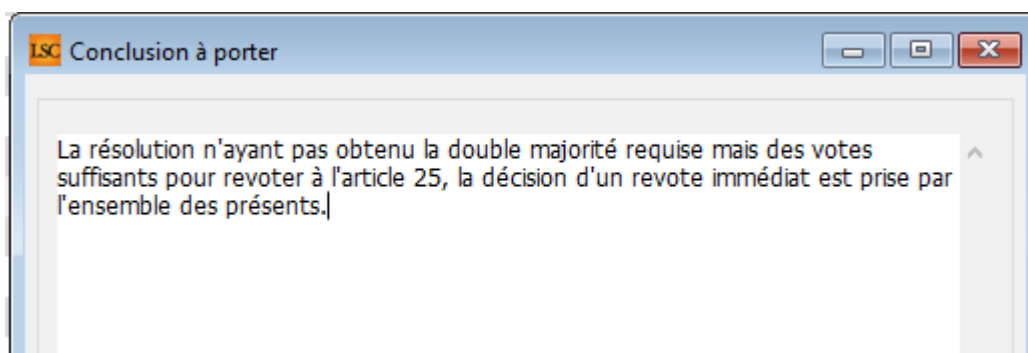 LSC Conclusion à porter
La résolution n'ayant pas obtenu la double majorité requise mais des votes
suffisants pour revoter à l'article 25, la décision d'un revote immédiat est prise par
l'ensemble des présents.